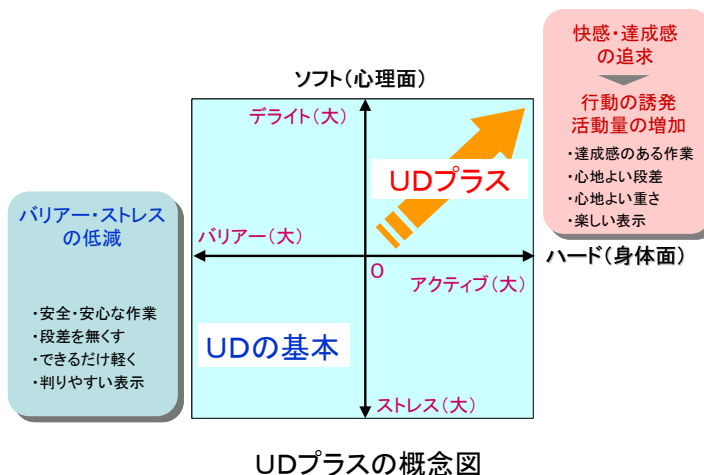 快感・達成感
の追求
行動の誘発
活動量の増加
・達成感のある作業
・心地よい段差
・心地よい重さ
・楽しい表示
ソフト(心理面)
デライト(大)
UDプラス
バリアー・ストレス
の低減
・安全・安心な作業
・段差を無くす
・できるだけ軽く
・判りやすい表示
バリアー(大)
0
ハード(身体面)
アクティブ(大)
UDの基本
ストレス(大)
UDプラスの概念図